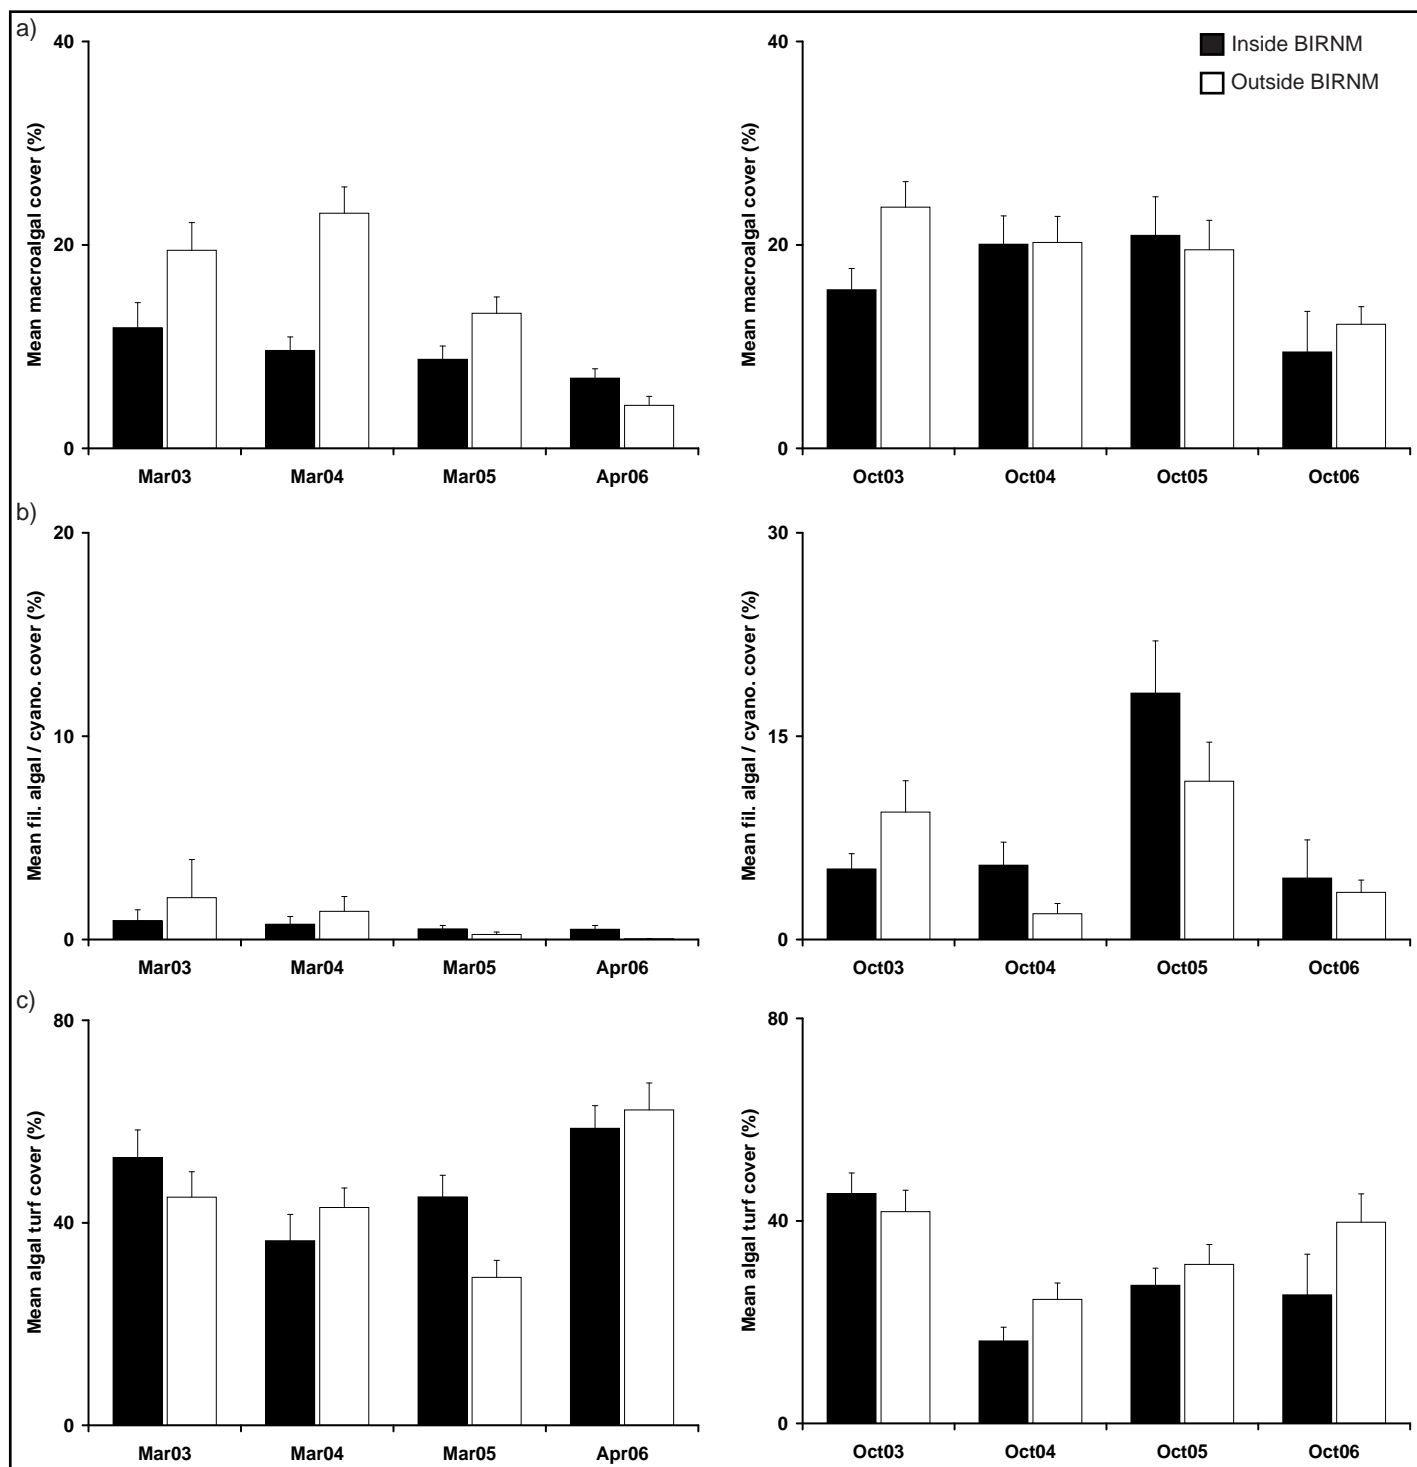 a)
Mean macroalgal cover (%)
40
20
0
Mar03 Mar04 Mar05 Apr06
Mean macroalgal cover (%)
40
20
0
Oct03 Oct04 Oct05 Oct06
Inside BIRNM
Outside BIRNM
b)
Mean fil. algal / cyano. cover (%)
20
10
0
Mar03 Mar04 Mar05 Apr06
Mean fil. algal / cyano. cover (%)
30
15
0
Oct03 Oct04 Oct05 Oct06
c)
Mean algal turf cover (%)
80
40
0
Mar03 Mar04 Mar05 Apr06
Mean algal turf cover (%)
80
40
0
Oct03 Oct04 Oct05 Oct06